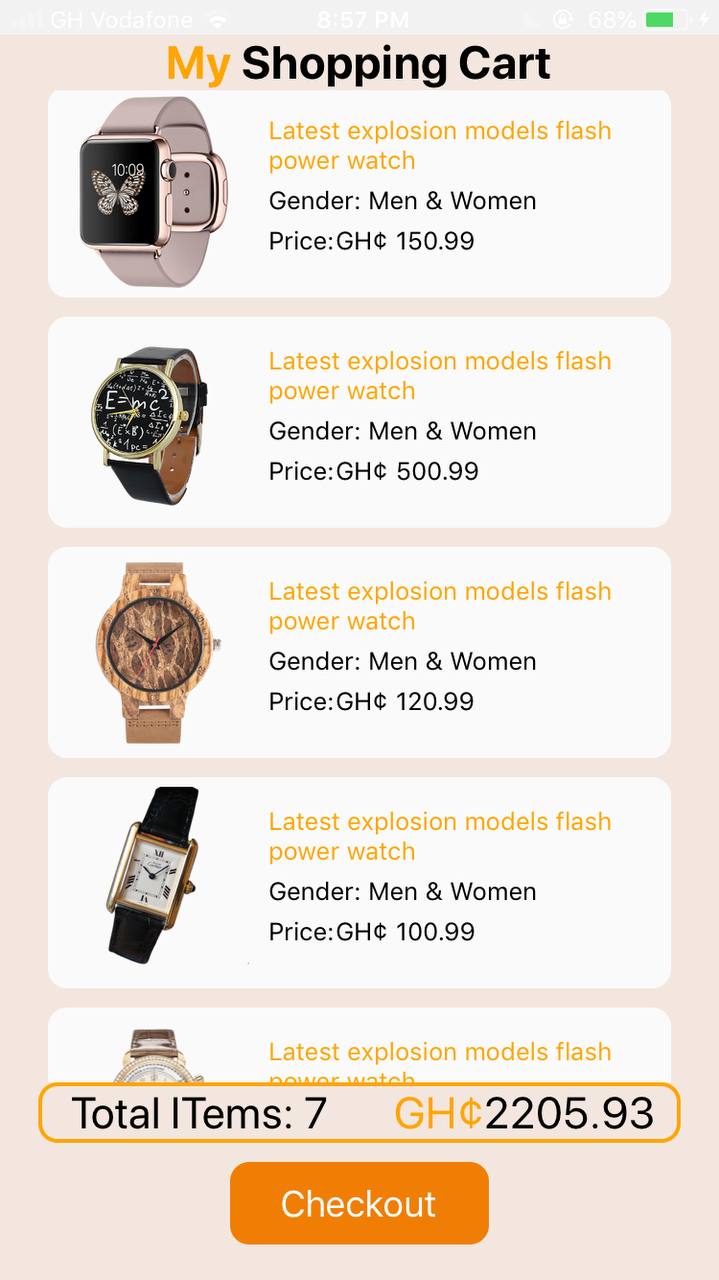 GH Vodafone 8:57 PM 68%
My Shopping Cart
10:09
Latest explosion models flash
power watch
Gender: Men & Women
Price:GH¢ 150.99
E=mc²
Latest explosion models flash
power watch
Gender: Men & Women
Price:GH¢ 500.99
Latest explosion models flash
power watch
Gender: Men & Women
Price:GH¢ 120.99
Latest explosion models flash
power watch
Gender: Men & Women
Price:GH¢ 100.99
Latest explosion models flash
power watch
Total ITems: 7 GH¢2205.93
Checkout